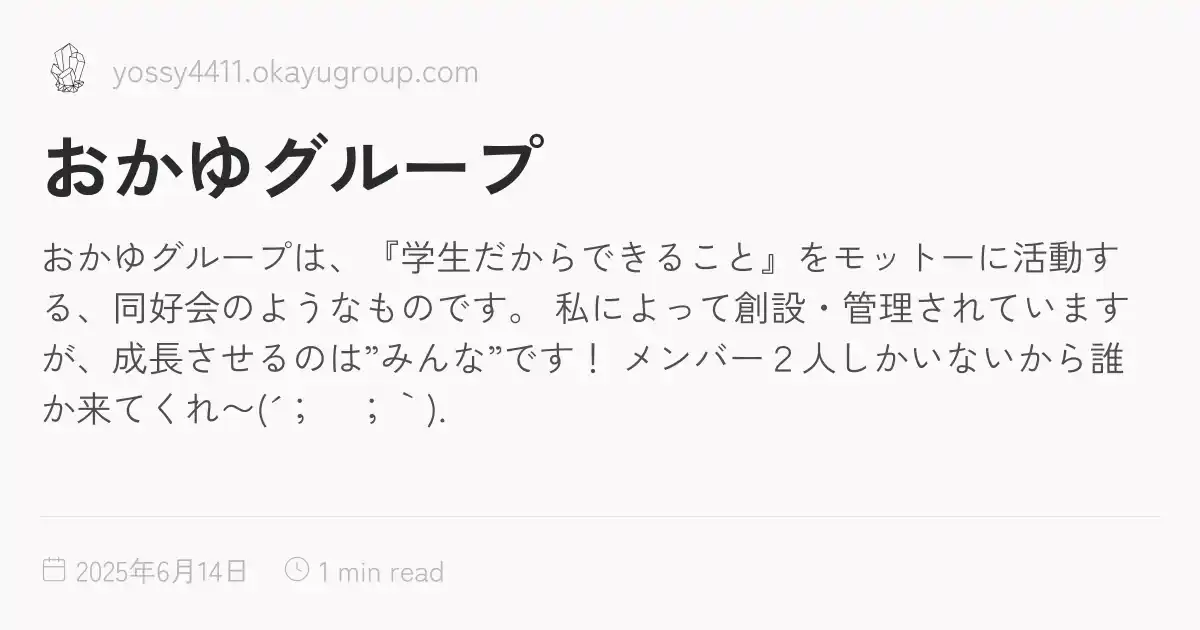 yossy4411.okayugroup.com
おかゆグループ
おかゆグループは、『学生だからできること』をモットーに活動す
る、同好会のようなものです。 私によって創設・管理されています
が、成長させるのは”みんな”です！ メンバー２人しかいないから誰
か来てくれ〜(´；　；｀).
2025年6月14日
1 min read